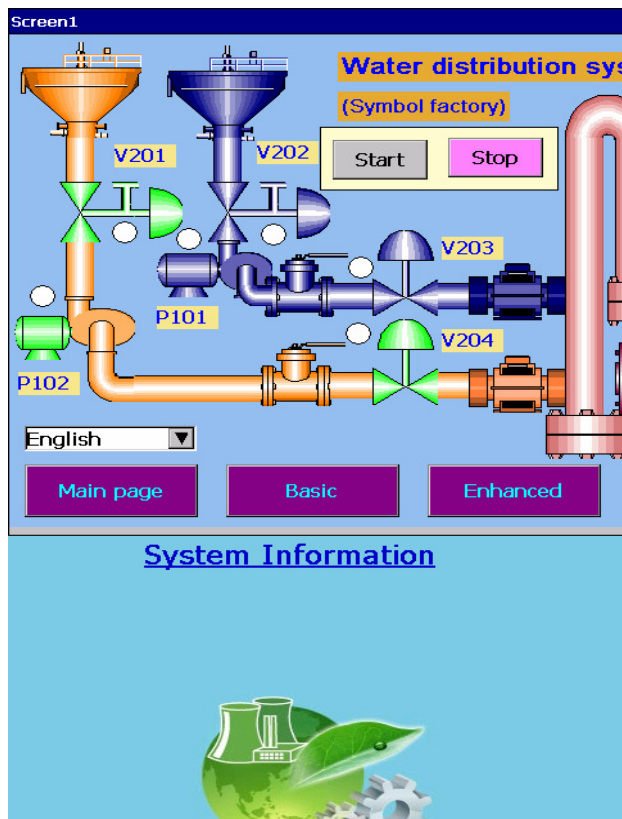 Screen1
Water distribution sys
(Symbol factory)
V201
V202
Start
Stop
V203
P101
V204
P102
English
Main page
Basic
Enhanced
System Information